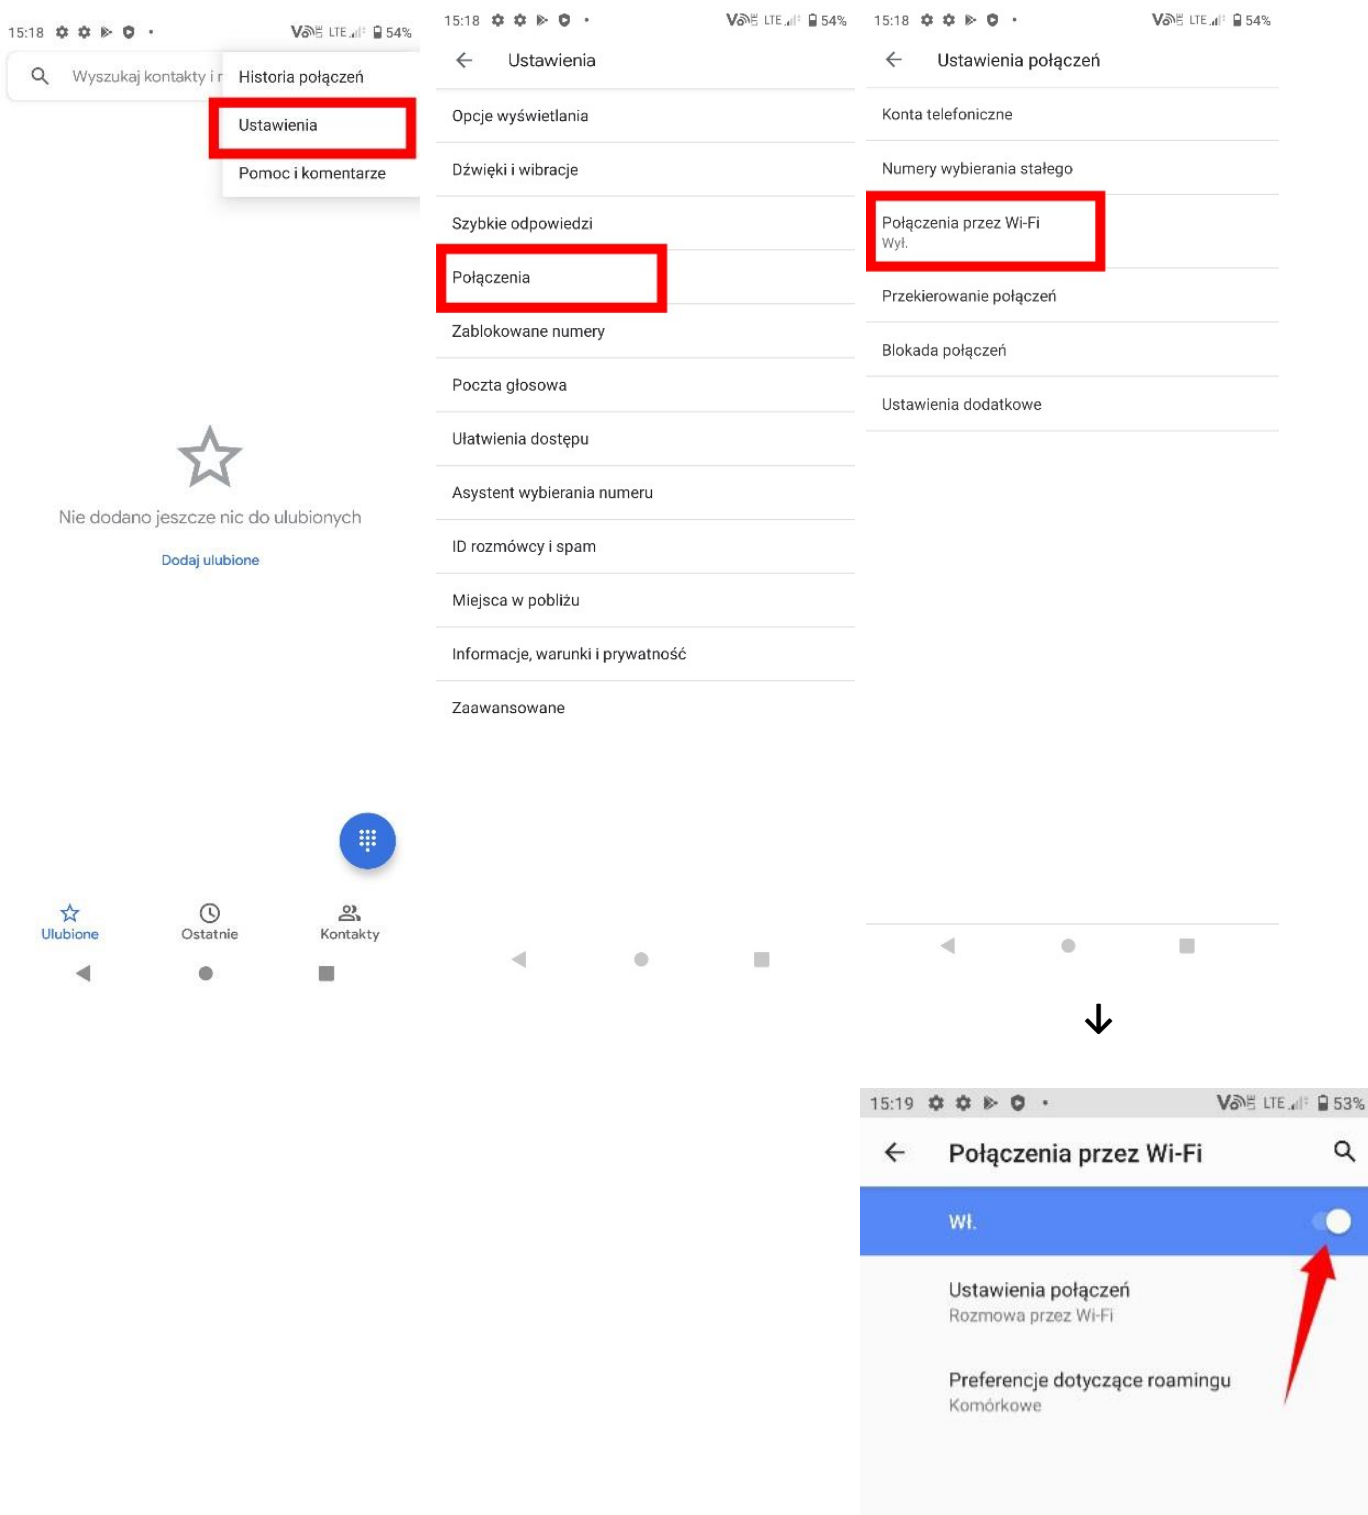 15:18
LTE 54%
Wyszukaj kontakty i r
Historia połączeń
Ustawienia
Pomoc i komentarze
Nie dodano jeszcze nic do ulubionych
Dodaj ulubione
Ulubione
Ostatnie
Kontakty
15:18
LTE 54%
Ustawienia
Opcje wyświetlania
Dźwięki i wibracje
Szybkie odpowiedzi
Połączenia
Zablokowane numery
Poczta głosowa
Ułatwienia dostępu
Asystent wybierania numeru
ID rozmówcy i spam
Miejsca w pobliżu
Informacje, warunki i prywatność
Zaawansowane
15:18
LTE 54%
Ustawienia połączeń
Konta telefoniczne
Numery wybierania stałego
Połączenia przez Wi-Fi
Wył.
Przekierowanie połączeń
Blokada połączeń
Ustawienia dodatkowe
15:19
LTE 53%
Połączenia przez Wi-Fi
Wł.
Ustawienia połączeń
Rozmowa przez Wi-Fi
Preferencje dotyczące roamingu
Komórkowe